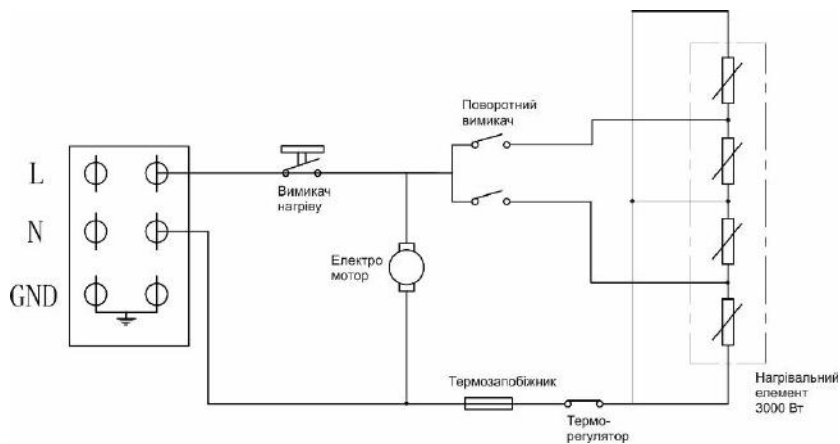 L
N
GND
Вимикач
нагріву
Поворотний
вимикач
Електро
мотор
Термозапобіжник
Термо-
регулятор
Нагрівальний
елемент
3000 Вт